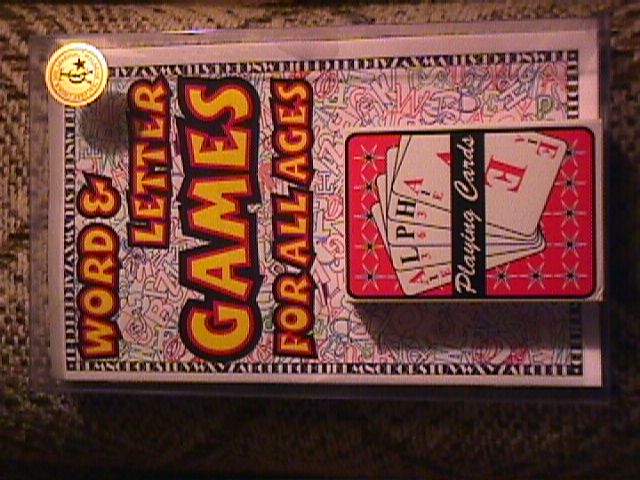 WORD &
LETTER
GAMES
FOR ALL AGES
ALPHA
E
Playing Cards